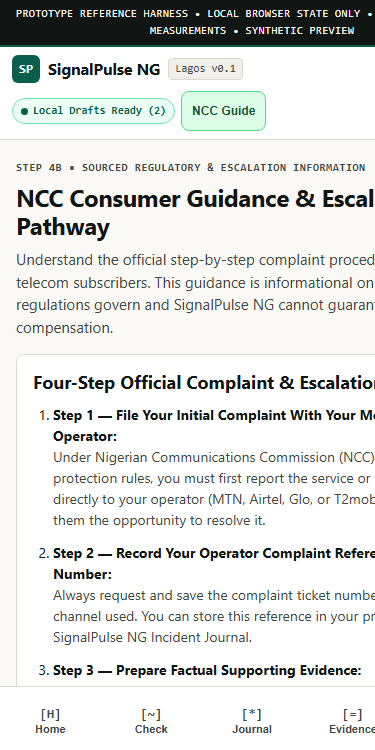 PROTOTYPE REFERENCE HARNESS • LOCAL BROWSER STATE ONLY •
MEASUREMENTS • SYNTHETIC PREVIEW
SP SignalPulse NG Lagos v0.1
● Local Drafts Ready (2) NCC Guide
STEP 4B • SOURCED REGULATORY & ESCALATION INFORMATION
NCC Consumer Guidance & Escal
Pathway
Understand the official step-by-step complaint proced
telecom subscribers. This guidance is informational on
regulations govern and SignalPulse NG cannot guarant
compensation.
Four-Step Official Complaint & Escalatio
1. Step 1 — File Your Initial Complaint With Your M
Operator:
Under Nigerian Communications Commission (NCC)
protection rules, you must first report the service or
directly to your operator (MTN, Airtel, Glo, or T2mob
them the opportunity to resolve it.
2. Step 2 — Record Your Operator Complaint Refere
Number:
Always request and save the complaint ticket numbe
channel used. You can store this reference in your pr
SignalPulse NG Incident Journal.
3. Step 3 — Prepare Factual Supporting Evidence:
[H] [~] [*] [=]
Home Check Journal Evidence